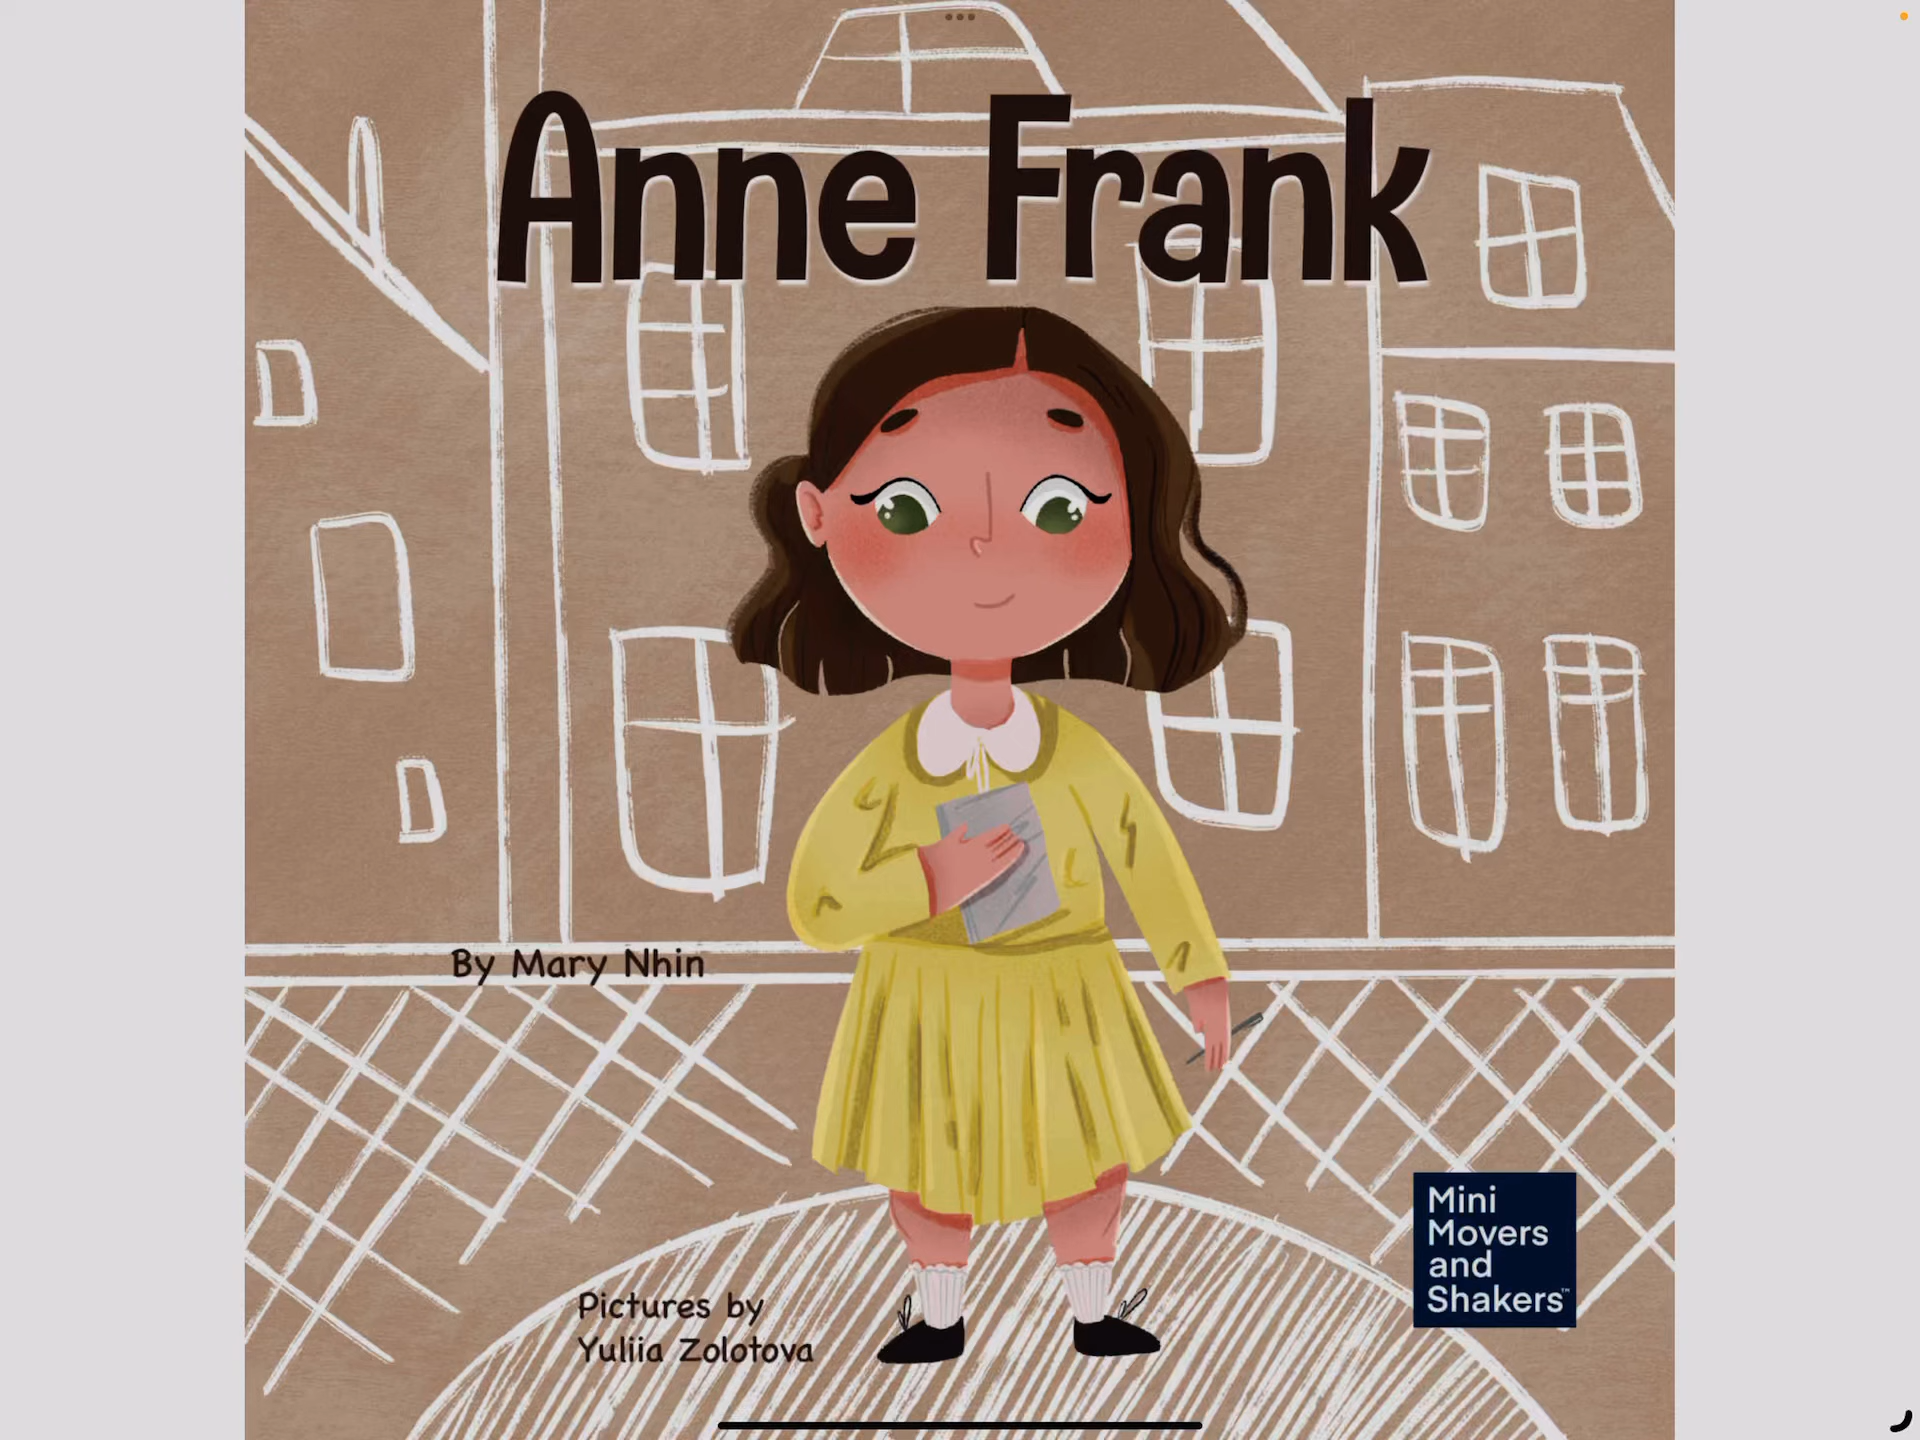 Anne Frank
By Mary Nhin
Pictures by
Yuliia Zolotova
Mini
Movers
and
Shakers™